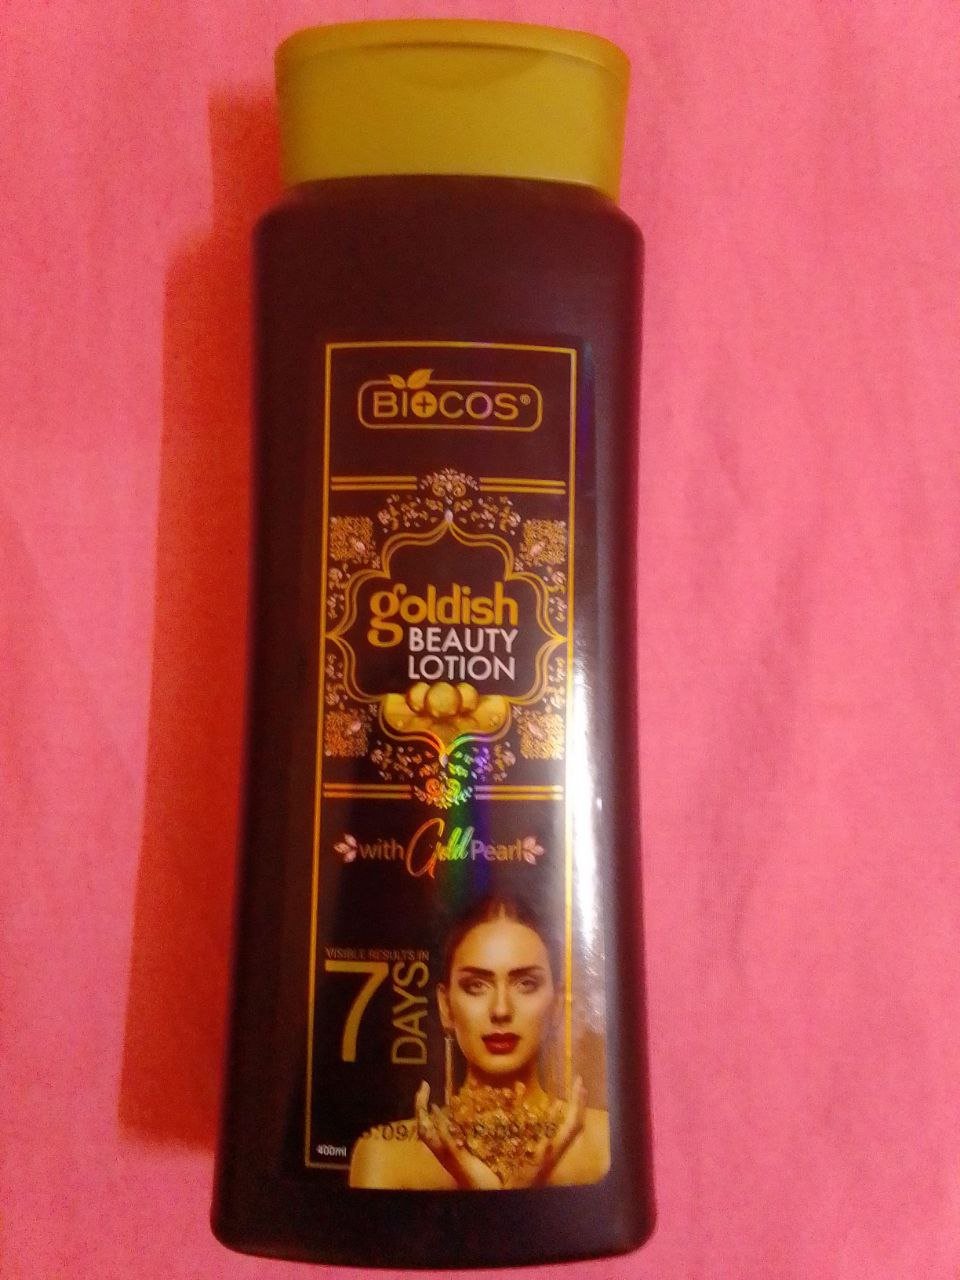 BIOCOS®
goldish
BEAUTY
LOTION
with Gold Pearl
VISIBLE RESULTS IN
7
DAYS
400ml